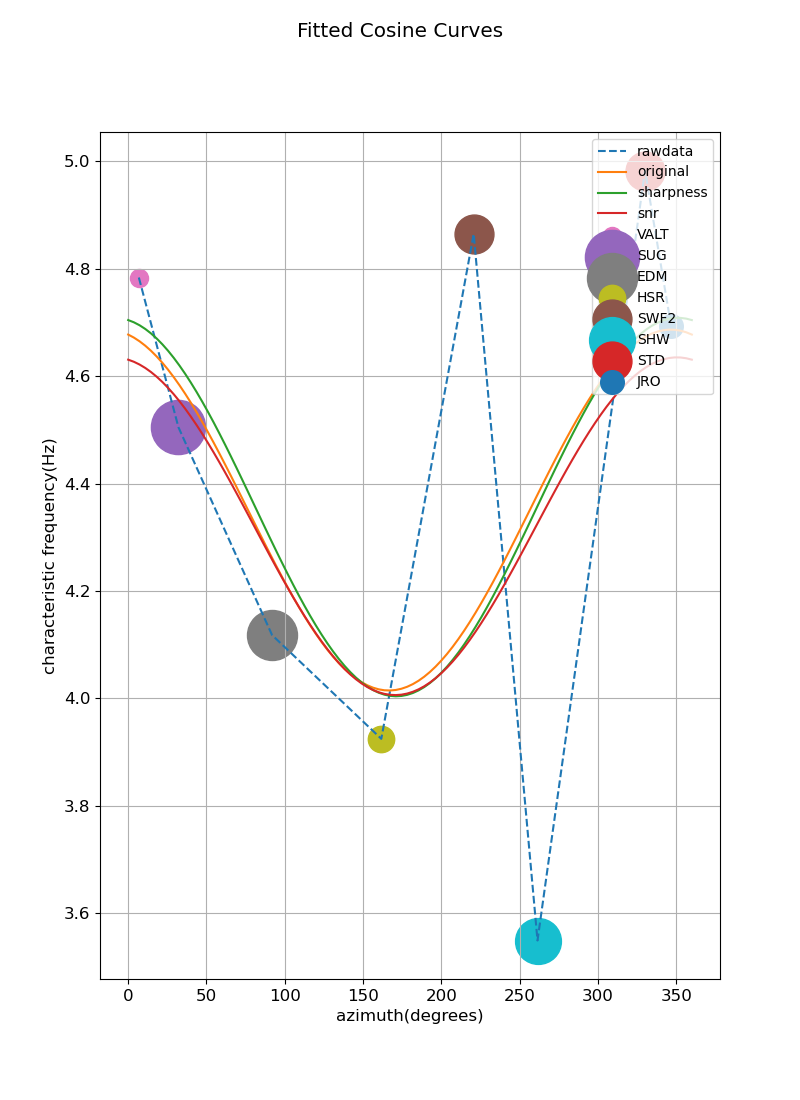 Fitted Cosine Curves
5.0
4.8
4.6
4.4
4.2
4.0
3.8
3.6
characteristic frequency(Hz)
rawdata
original
sharpness
snr
VALT
SUG
EDM
HSR
SWF2
SHW
STD
JRO
0 50 100 150 200 250 300 350
azimuth(degrees)